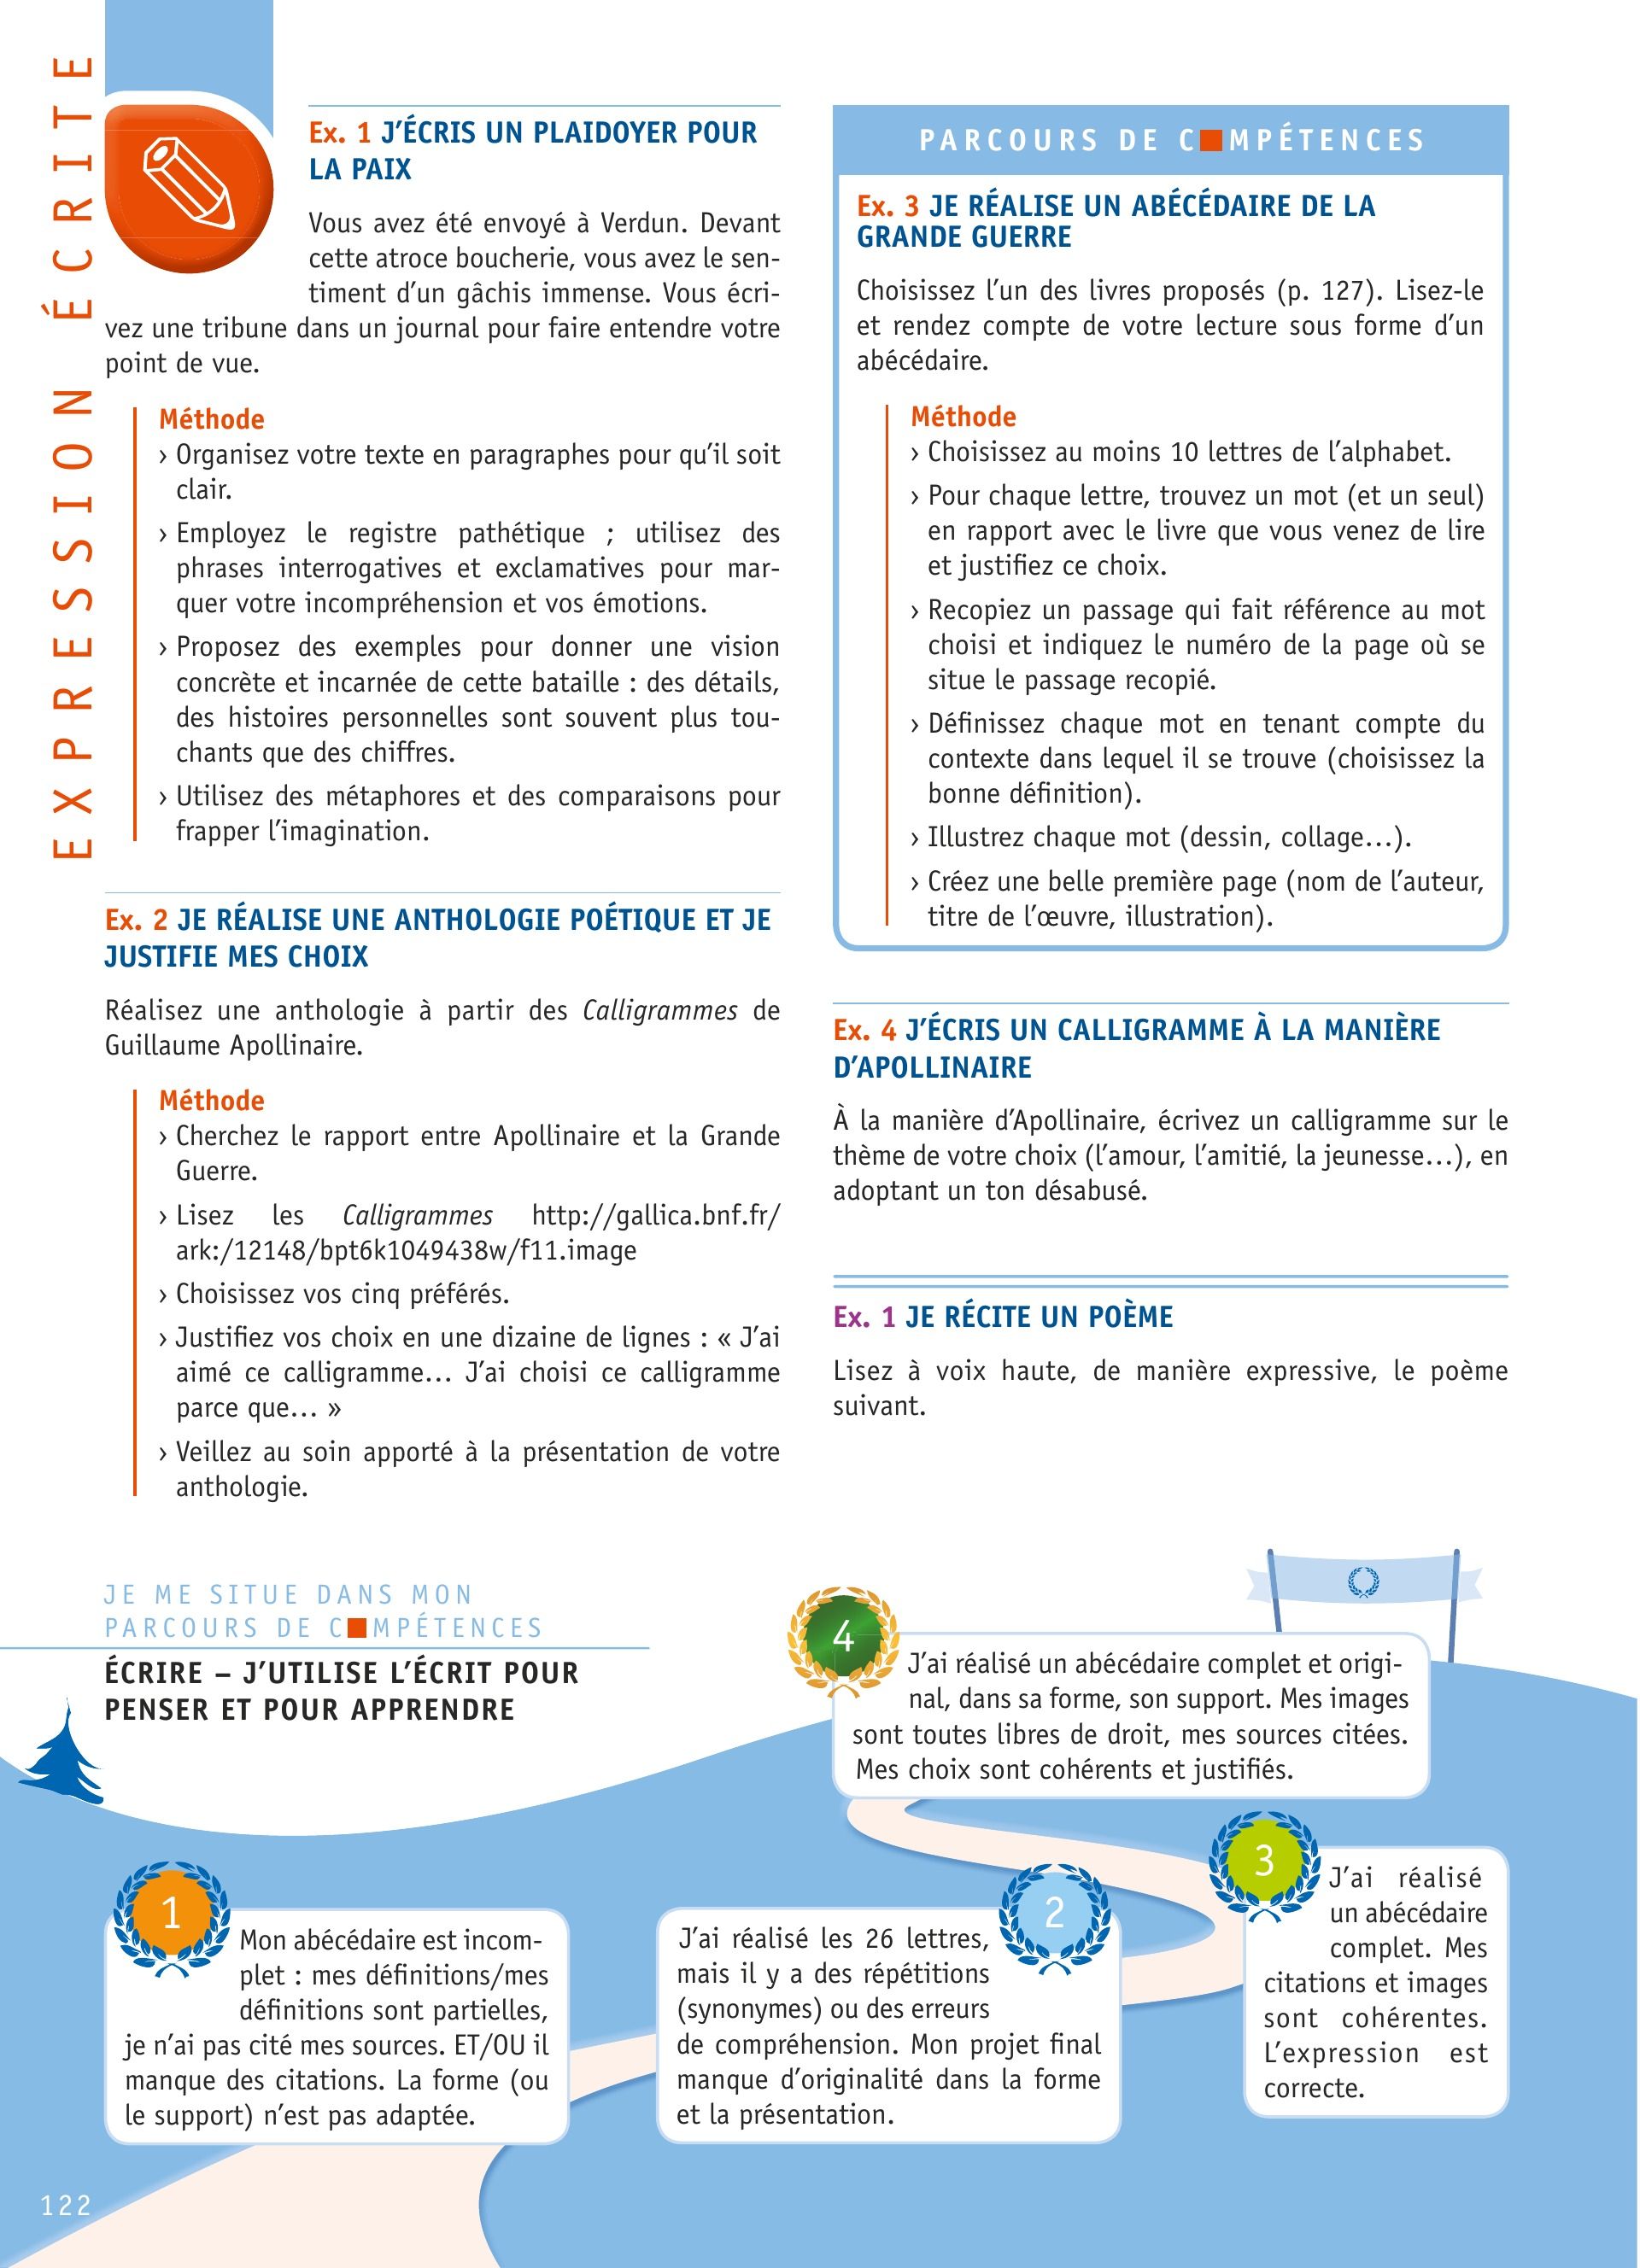 EXPRESSION ÉCRITE
Ex. 1 J’ÉCRIS UN PLAIDOYER POUR
LA PAIX
Vous avez été envoyé à Verdun. Devant
cette atroce boucherie, vous avez le sen-
timent d’un gâchis immense. Vous écri-
vez une tribune dans un journal pour faire entendre votre
point de vue.
Méthode
› Organisez votre texte en paragraphes pour qu’il soit
clair.
› Employez le registre pathétique ; utilisez des
phrases interrogatives et exclamatives pour mar-
quer votre incompréhension et vos émotions.
› Proposez des exemples pour donner une vision
concrète et incarnée de cette bataille : des détails,
des histoires personnelles sont souvent plus tou-
chants que des chiffres.
› Utilisez des métaphores et des comparaisons pour
frapper l’imagination.
Ex. 2 JE RÉALISE UNE ANTHOLOGIE POÉTIQUE ET JE
JUSTIFIE MES CHOIX
Réalisez une anthologie à partir des Calligrammes de
Guillaume Apollinaire.
Méthode
› Cherchez le rapport entre Apollinaire et la Grande
Guerre.
› Lisez les Calligrammes http://gallica.bnf.fr/
ark:/12148/bpt6k1049438w/f11.image
› Choisissez vos cinq préférés.
› Justifiez vos choix en une dizaine de lignes : « J’ai
aimé ce calligramme… J’ai choisi ce calligramme
parce que… »
› Veillez au soin apporté à la présentation de votre
anthologie.
PARCOURS DE C■MPÉTENCES
Ex. 3 JE RÉALISE UN ABÉCÉDAIRE DE LA
GRANDE GUERRE
Choisissez l’un des livres proposés (p. 127). Lisez-le
et rendez compte de votre lecture sous forme d’un
abécédaire.
Méthode
› Choisissez au moins 10 lettres de l’alphabet.
› Pour chaque lettre, trouvez un mot (et un seul)
en rapport avec le livre que vous venez de lire
et justifiez ce choix.
› Recopiez un passage qui fait référence au mot
choisi et indiquez le numéro de la page où se
situe le passage recopié.
› Définissez chaque mot en tenant compte du
contexte dans lequel il se trouve (choisissez la
bonne définition).
› Illustrez chaque mot (dessin, collage…).
› Créez une belle première page (nom de l’auteur,
titre de l’œuvre, illustration).
Ex. 4 J’ÉCRIS UN CALLIGRAMME À LA MANIÈRE
D’APOLLINAIRE
À la manière d’Apollinaire, écrivez un calligramme sur le
thème de votre choix (l’amour, l’amitié, la jeunesse…), en
adoptant un ton désabusé.
Ex. 1 JE RÉCITE UN POÈME
Lisez à voix haute, de manière expressive, le poème
suivant.
JE ME SITUE DANS MON
PARCOURS DE C■MPÉTENCES
ÉCRIRE – J’UTILISE L’ÉCRIT POUR
PENSER ET POUR APPRENDRE
1
Mon abécédaire est incom-
plet : mes définitions/mes
définitions sont partielles,
je n’ai pas cité mes sources. ET/OU il
manque des citations. La forme (ou
le support) n’est pas adaptée.
2
J’ai réalisé les 26 lettres,
mais il y a des répétitions
(synonymes) ou des erreurs
de compréhension. Mon projet final
manque d’originalité dans la forme
et la présentation.
3
J’ai réalisé
un abécédaire
complet. Mes
citations et images
sont cohérentes.
L’expression est
correcte.
4
J’ai réalisé un abécédaire complet et origi-
nal, dans sa forme, son support. Mes images
sont toutes libres de droit, mes sources citées.
Mes choix sont cohérents et justifiés.
122